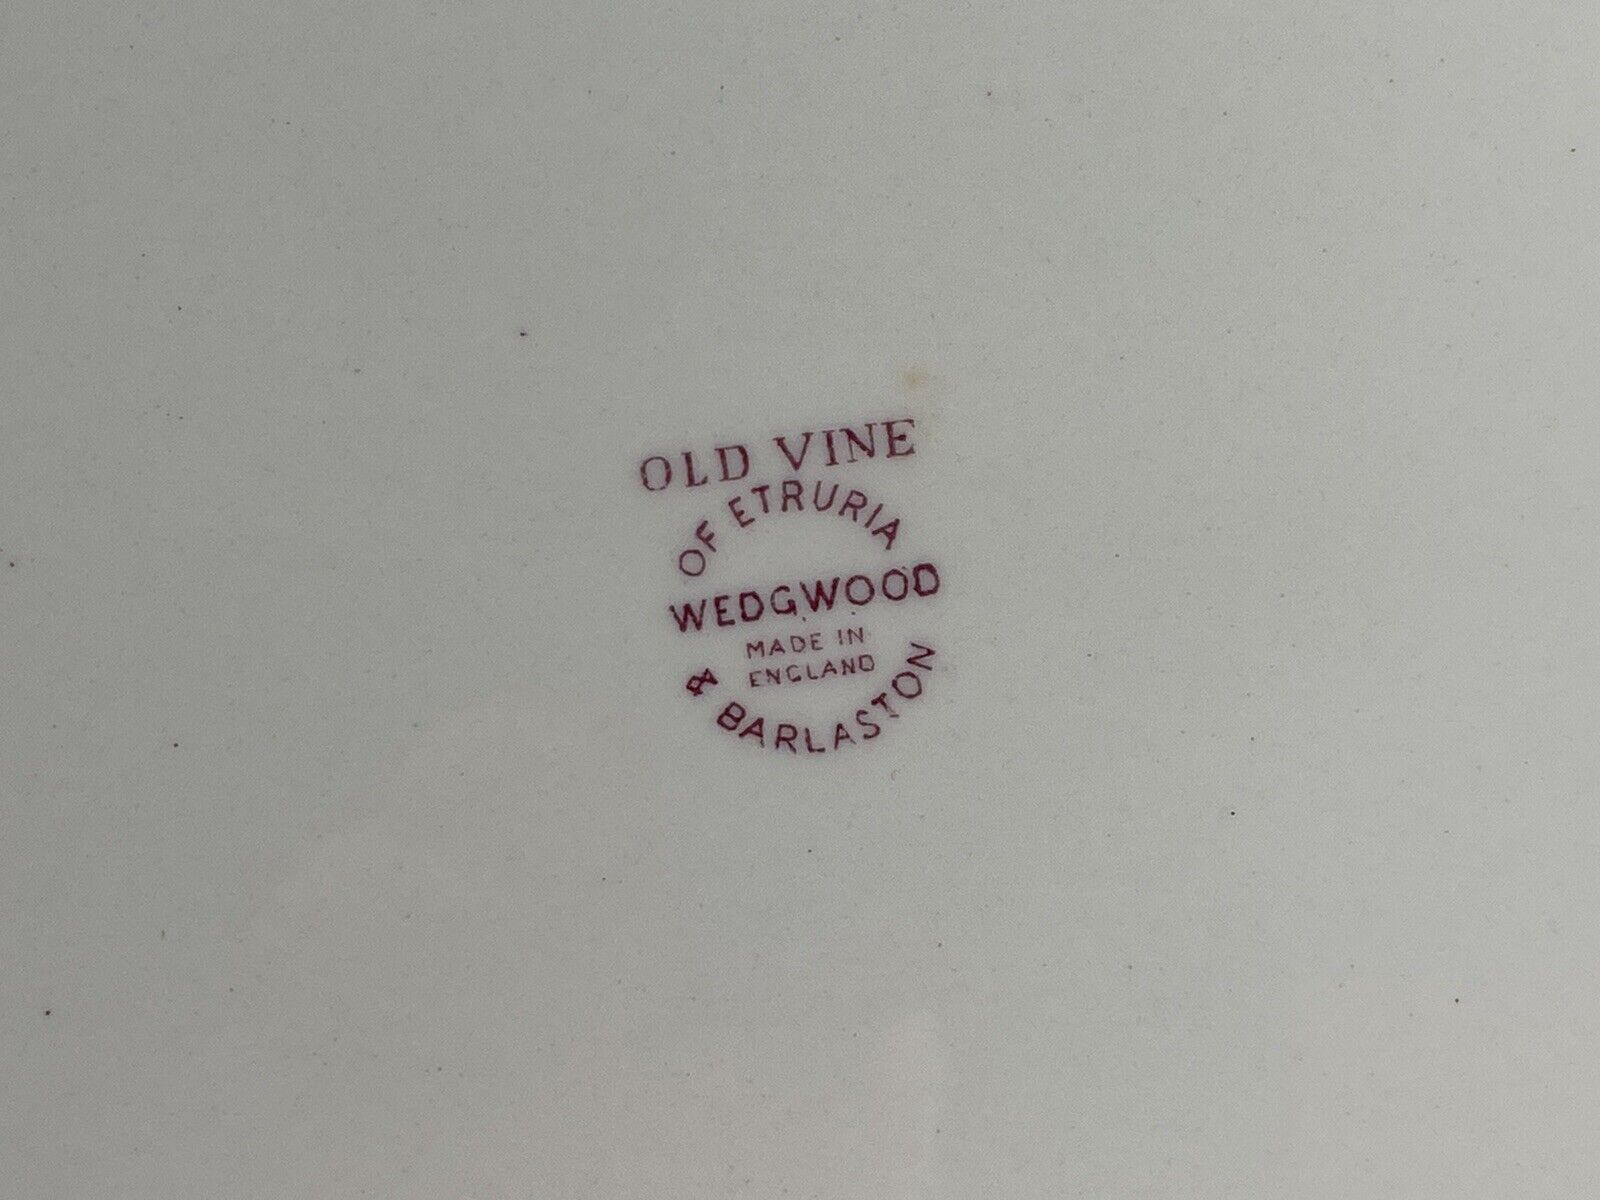 OLD VINE
OF ETRURIA
WEDGWOOD
MADE IN
ENGLAND
& BARLASTON